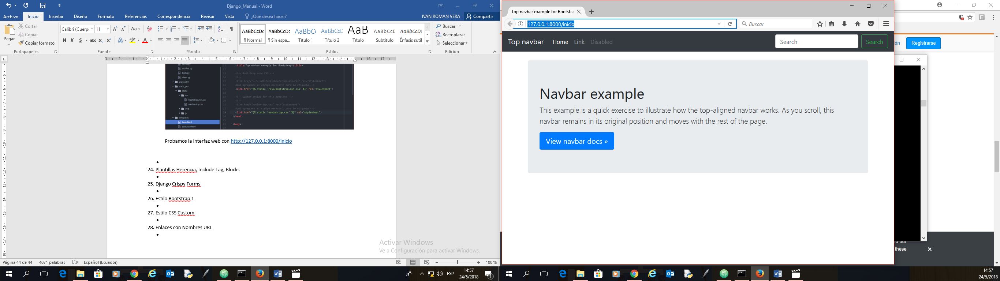 Django_Manual - Word
Archivo Inicio Insertar Diseño Formato Referencias Correspondencia Revisar Vista ¿Qué desea hacer? IVAN ROMAN VERA Compartir
Pegar
Cortar
Copiar
Copiar formato
Portapapeles
Calibri (Cuerpo 11
Fuente
Párrafo
AaBbCcDc AaBbCcDc AaBbCc AaBbCcD AaB AaBbCcD AaBbCcDc
¶ Normal ¶ Sin espa... Título 1 Título 2 Título Subtítulo Énfasis sutil
Estilos
Buscar
Reemplazar
Seleccionar
Edición
models.py
tests.py
views.py
proyect01
static_pro
static
css
bootstrap.min.css
navbar-top.css
img
js
templates
base.html
contacto.html
<title>Top navbar example for Bootstrap</title>
<!-- Bootstrap core CSS -->
<!--
<link href="../../dist/css/bootstrap.min.css" rel="stylesheet">
Aqui agregamos el codigo necesario para la etiqueta -->
<link href="{% static '/css/bootstrap.min.css' %}" rel="stylesheet">
<!-- Custom styles for this template -->
<!--
<link href="navbar-top.css" rel="stylesheet">
Aqui agregamos el codigo necesario para la etiqueta -->
<link href="{% static 'navbar-top.css' %}" rel="stylesheet">
</head>
<body>
Probamos la interfaz web con http://127.0.0.1:8000/inicio
24. Plantillas Herencia, Include Tag, Blocks
25. Django Crispy Forms
26. Estilo Bootstrap 1
27. Estilo CSS Custom
28. Enlaces con Nombres URL
Activar Windows
Ve a Configuración para activar Windows.
Página 44 de 44 4071 palabras Español (Ecuador) 100 %
ESP 14:57
24/5/2018
Top navbar example for Bootstra
127.0.0.1:8000/inicio
Buscar
Top navbar Home Link Disabled Search Search
Navbar example
This example is a quick exercise to illustrate how the top-aligned navbar works. As you scroll, this
navbar remains in its original position and moves with the rest of the page.
View navbar docs »
Registrarse
these
14:57
24/5/2018